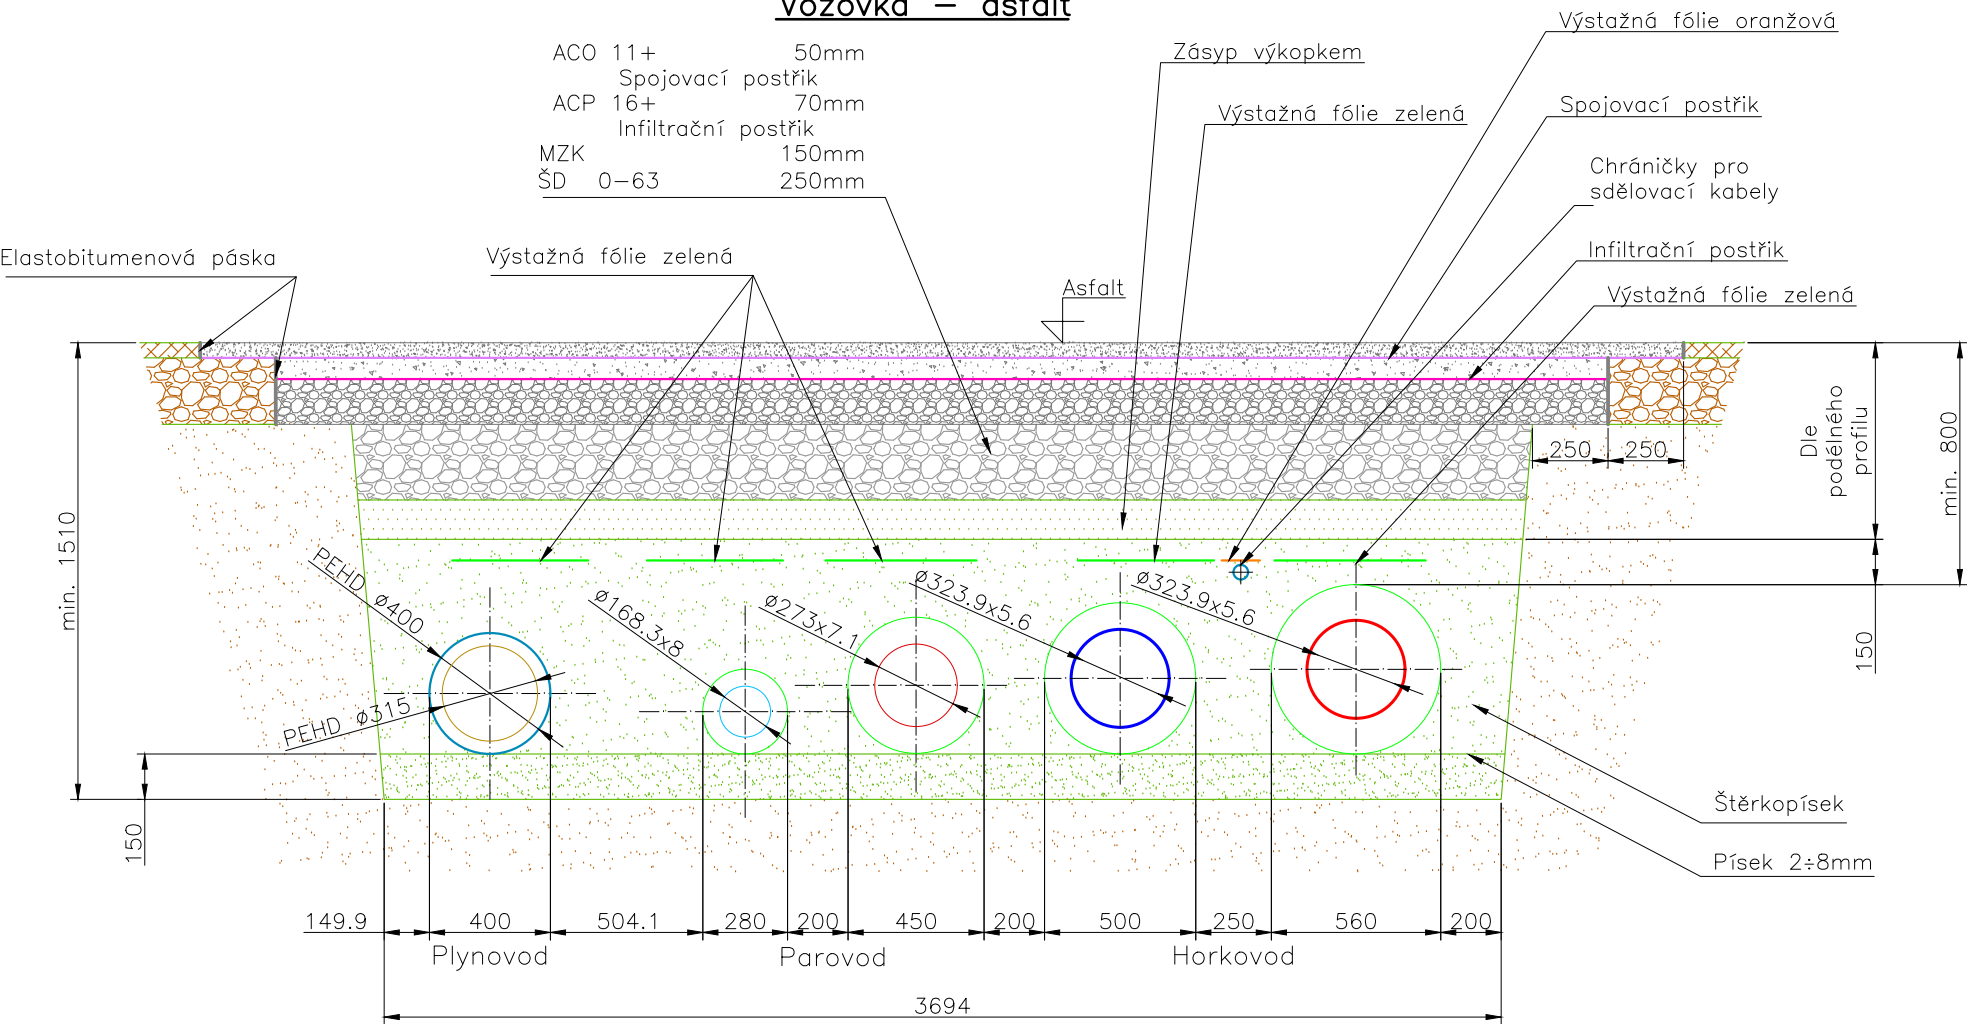 Vozovka – asfalt
Výstažná fólie oranžová
ACO 11+ 50mm
Spojovací postřik
ACP 16+ 70mm
Infiltrační postřik
MZK 150mm
ŠD 0–63 250mm
Zásyp výkopkem
Výstažná fólie zelená
Spojovací postřik
Chráničky pro
sdělovací kabely
Infiltrační postřik
Výstažná fólie zelená
Elastobitumenová páska
Výstažná fólie zelená
Asfalt
250
250
Dle
podélného
profilu
min. 800
min. 1510
PEHD ø400
ø168.3x8
ø273x7.1
ø323.9x5.6
ø323.9x5.6
PEHD ø315
150
150
Štěrkopísek
Písek 2÷8mm
149.9 400 504.1 280 200 450 200 500 250 560 200
Plynovod Parovod Horkovod
3694